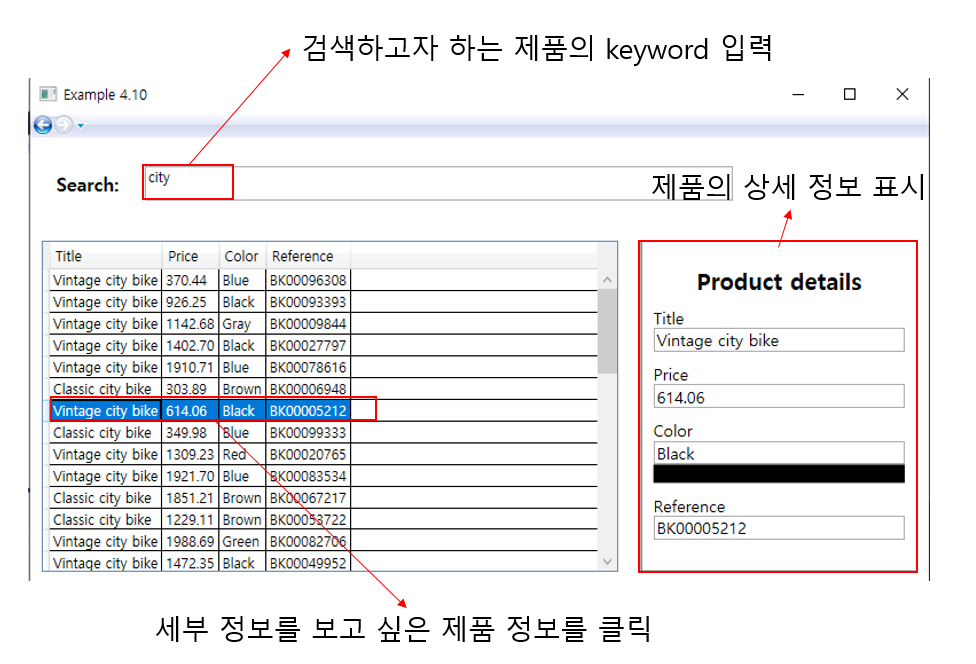 검색하고자 하는 제품의 keyword 입력
Example 4.10
Search: city
제품의 상세 정보 표시
Title Price Color Reference
Vintage city bike 370.44 Blue BK00096308
Vintage city bike 926.25 Black BK00093393
Vintage city bike 1142.68 Gray BK00009844
Vintage city bike 1402.70 Black BK00027797
Vintage city bike 1910.71 Blue BK00078616
Classic city bike 303.89 Brown BK00006948
Vintage city bike 614.06 Black BK00005212
Classic city bike 349.98 Blue BK00099333
Vintage city bike 1309.23 Red BK00020765
Vintage city bike 1921.70 Blue BK00083534
Classic city bike 1851.21 Brown BK00067217
Classic city bike 1229.11 Brown BK00053722
Vintage city bike 1988.69 Green BK00082706
Vintage city bike 1472.35 Black BK00049952
Product details
Title
Vintage city bike
Price
614.06
Color
Black
Reference
BK00005212
세부 정보를 보고 싶은 제품 정보를 클릭